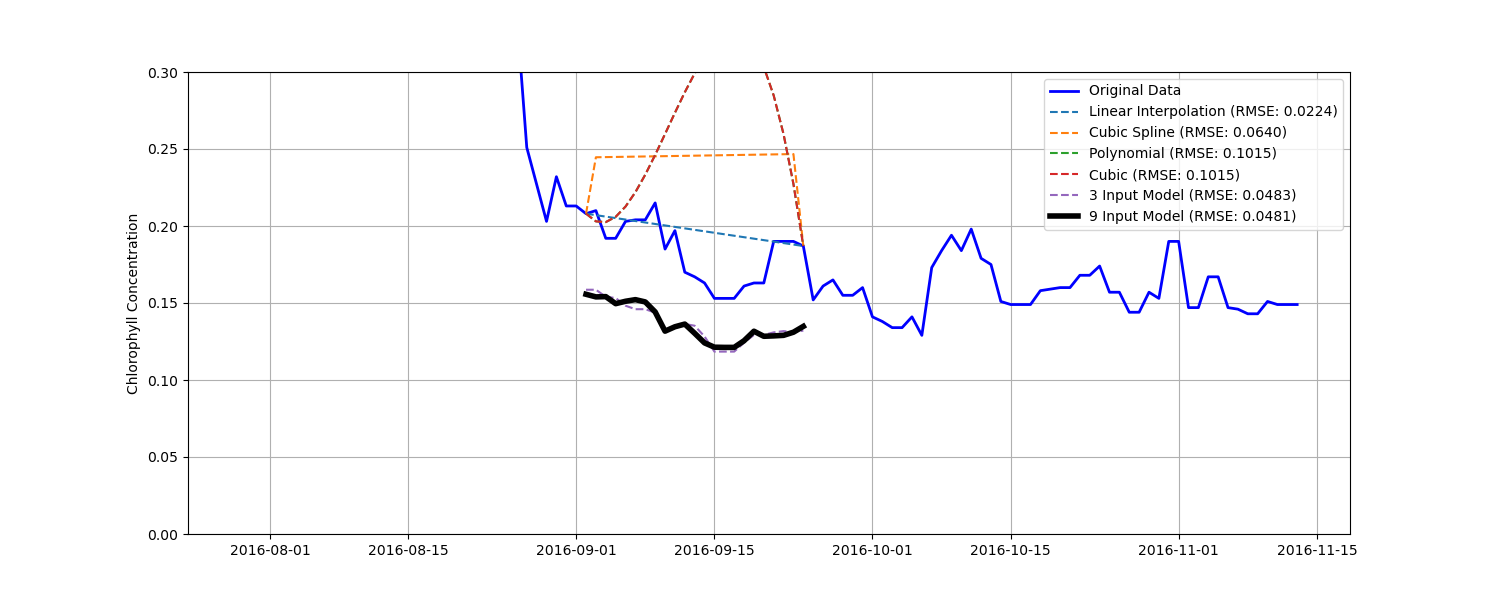 Chlorophyll Concentration
0.30
0.25
0.20
0.15
0.10
0.05
0.00
2016-08-01
2016-08-15
2016-09-01
2016-09-15
2016-10-01
2016-10-15
2016-11-01
2016-11-15
Original Data
Linear Interpolation (RMSE: 0.0224)
Cubic Spline (RMSE: 0.0640)
Polynomial (RMSE: 0.1015)
Cubic (RMSE: 0.1015)
3 Input Model (RMSE: 0.0483)
9 Input Model (RMSE: 0.0481)